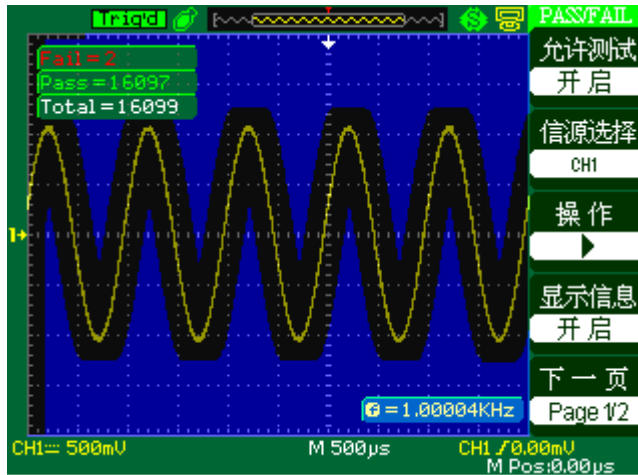 Trig'd
PASS/FAIL
Fail=2
Pass=16097
Total=16099
允许测试
开启
信源选择
CH1
操作
显示信息
开启
下一页
Page 1/2
1
=1.00004KHz
CH1 500mV
M 500µs
CH1 0.00mV
M Pos:0.00µs